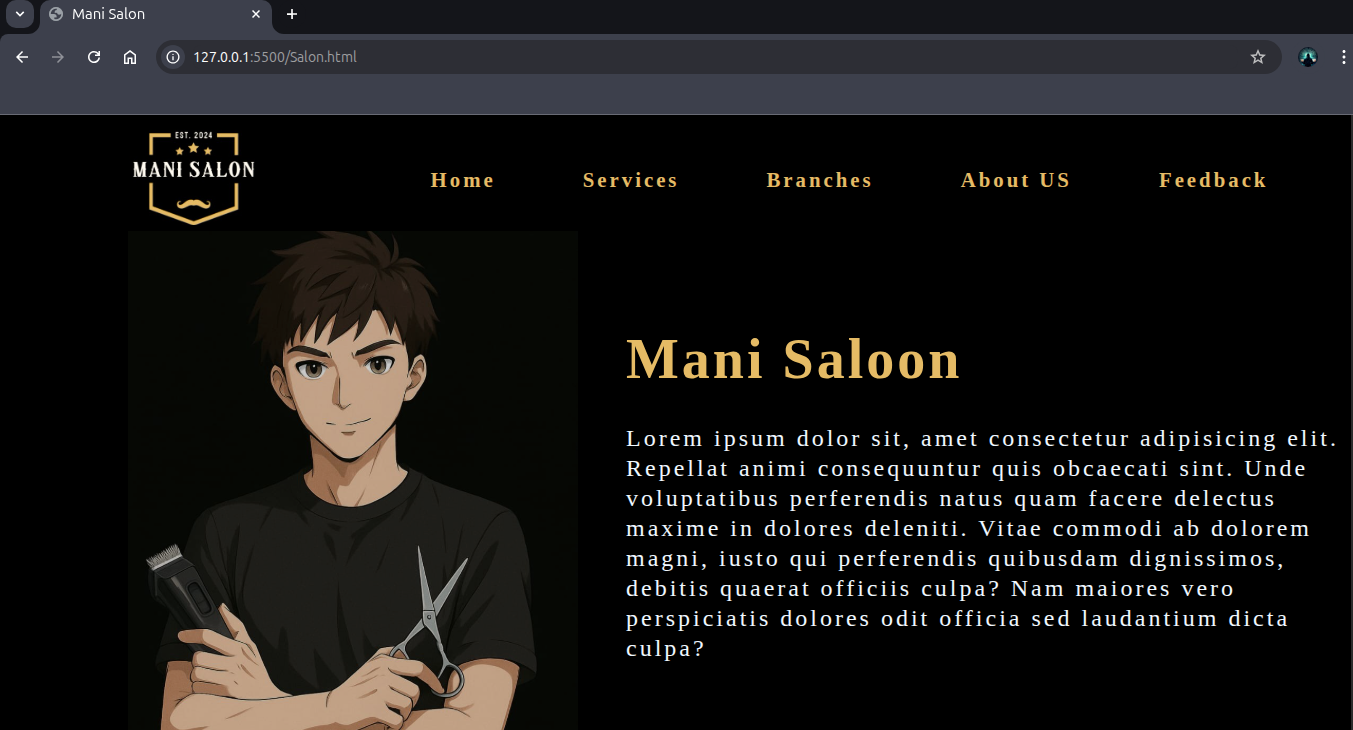 Mani Salon
127.0.0.1:5500/Salon.html
EST. 2024
MANI SALON
Home Services Branches About US Feedback
Mani Saloon
Lorem ipsum dolor sit, amet consectetur adipisicing elit.
Repellat animi consequuntur quis obcaecati sint. Unde
voluptatibus perferendis natus quam facere delectus
maxime in dolores deleniti. Vitae commodi ab dolorem
magni, iusto qui perferendis quibusdam dignissimos,
debitis quaerat officiis culpa? Nam maiores vero
perspiciatis dolores odit officia sed laudantium dicta
culpa?